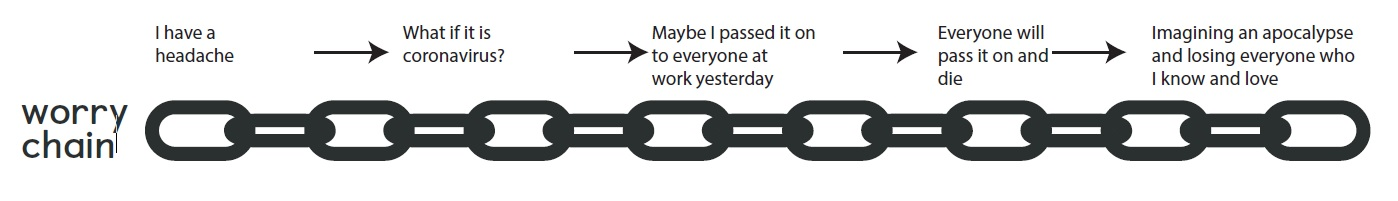 I have a
headache
What if it is
coronavirus?
Maybe I passed it on
to everyone at
work yesterday
Everyone will
pass it on and
die
Imagining an apocalypse
and losing everyone who
I know and love
worry
chain